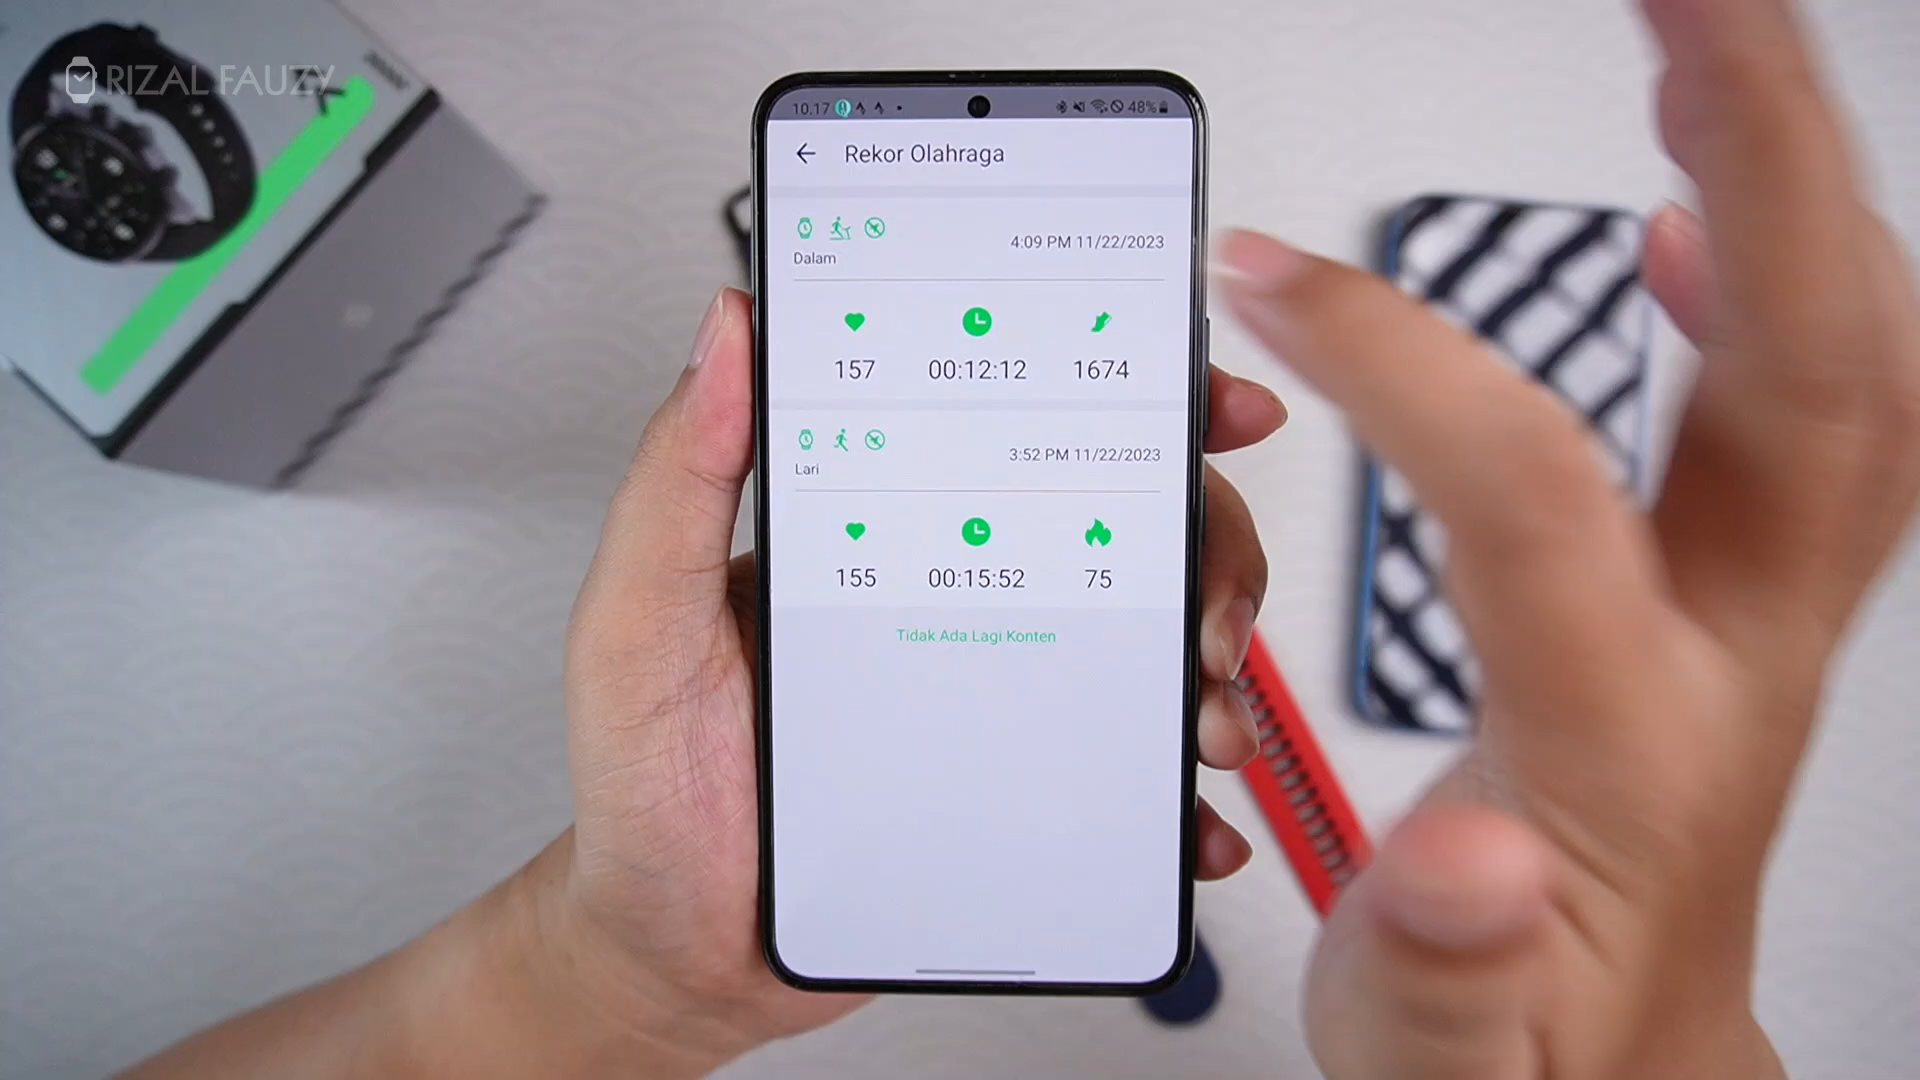 RIZAL FAUZY
10.17
48%
Rekor Olahraga
4:09 PM 11/22/2023
Dalam
157 00:12:12 1674
3:52 PM 11/22/2023
Lari
155 00:15:52 75
Tidak Ada Lagi Konten